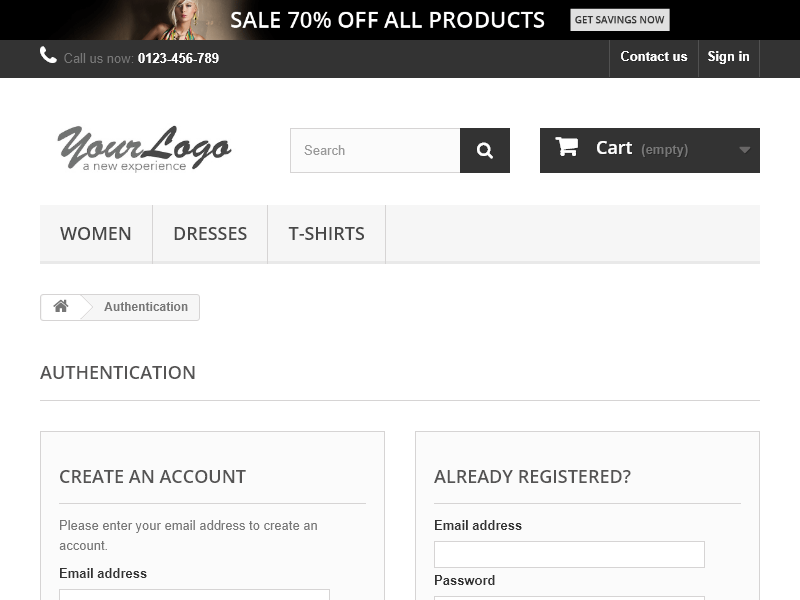 SALE 70% OFF ALL PRODUCTS GET SAVINGS NOW
Call us now: 0123-456-789 Contact us Sign in
YourLogo
a new experience
Search
Cart (empty)
WOMEN DRESSES T-SHIRTS
Authentication
AUTHENTICATION
CREATE AN ACCOUNT
Please enter your email address to create an
account.
Email address
ALREADY REGISTERED?
Email address
Password